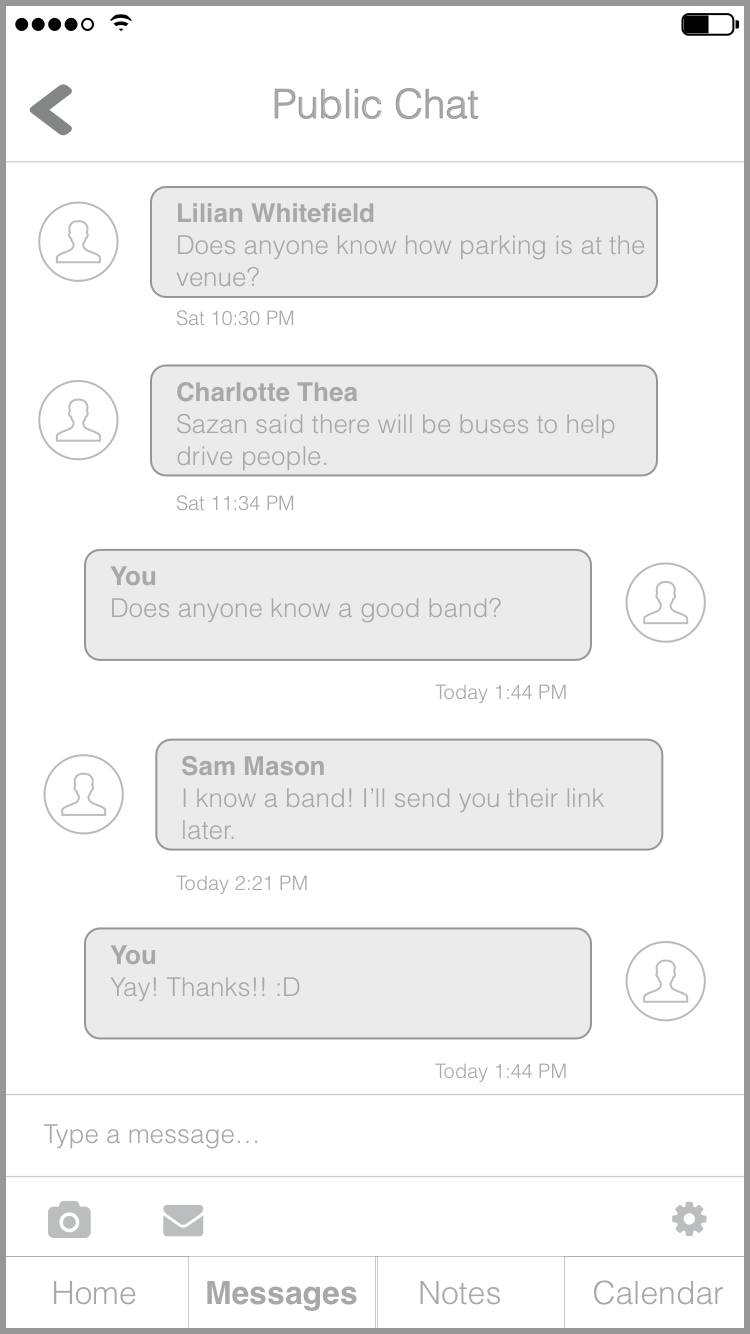 Public Chat
Lilian Whitefield
Does anyone know how parking is at the
venue?
Sat 10:30 PM
Charlotte Thea
Sazan said there will be buses to help
drive people.
Sat 11:34 PM
You
Does anyone know a good band?
Today 1:44 PM
Sam Mason
I know a band! I’ll send you their link
later.
Today 2:21 PM
You
Yay! Thanks!! :D
Today 1:44 PM
Type a message…
Home Messages Notes Calendar